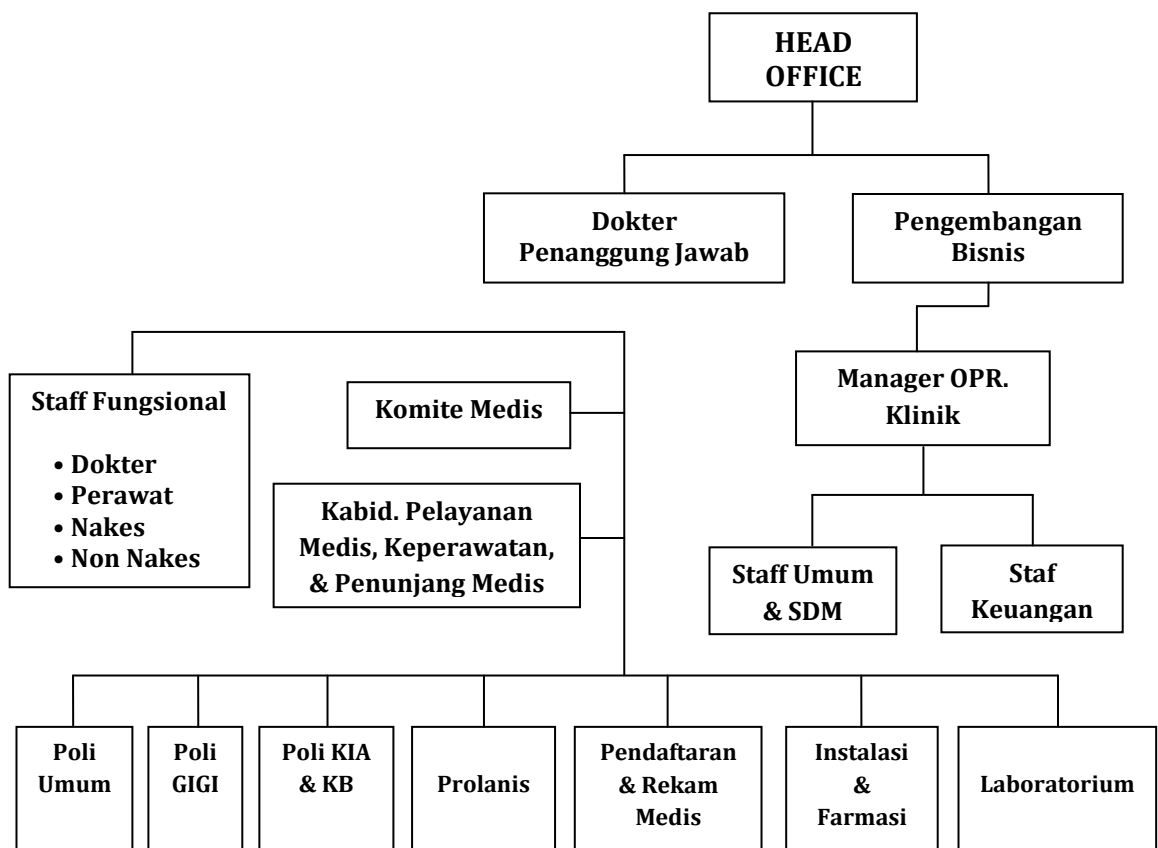 HEAD
OFFICE
Dokter
Penanggung Jawab
Pengembangan
Bisnis
Manager OPR.
Klinik
Staff Fungsional
• Dokter
• Perawat
• Nakes
• Non Nakes
Komite Medis
Kabid. Pelayanan
Medis, Keperawatan,
& Penunjang Medis
Staff Umum
& SDM
Staf
Keuangan
Poli
Umum
Poli
GIGI
Poli KIA
& KB
Prolanis
Pendaftaran
& Rekam
Medis
Instalasi
&
Farmasi
Laboratorium